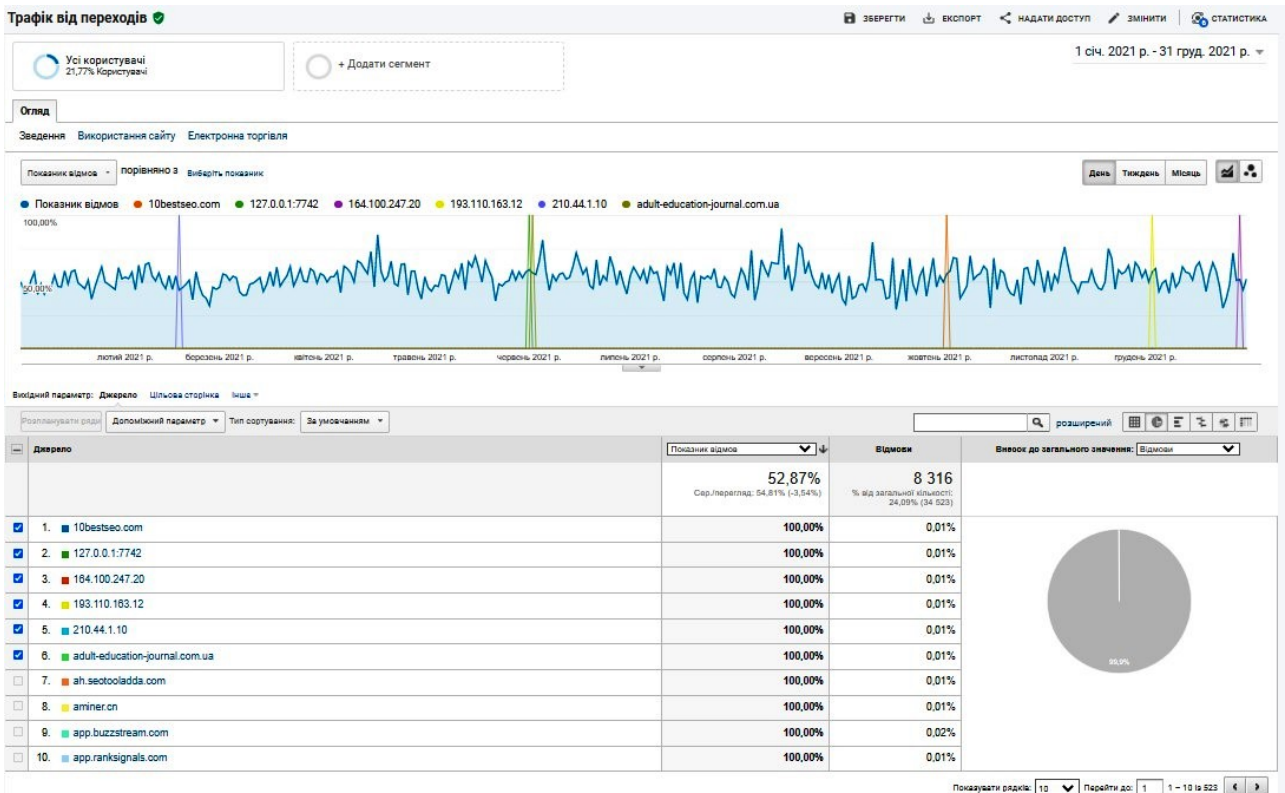 Трафік від переходів
ЗБЕРЕГТИ ЕКСПОРТ НАДАТИ ДОСТУП ЗМІНИТИ СТАТИСТИКА
Усі користувачі
21,77% Користувачі
+ Додати сегмент
1 січ. 2021 р. - 31 груд. 2021 р.
Огляд
Зведення Використання сайту Електронна торгівля
Показник відмов порівняно з Виберіть показник
День Тиждень Місяць
Показник відмов 10bestseo.com 127.0.0.1:7742 164.100.247.20 193.110.163.12 210.44.1.10 adult-education-journal.com.ua
100,00%
50,00%
лютий 2021 р. березень 2021 р. квітень 2021 р. травень 2021 р. червень 2021 р. липень 2021 р. серпень 2021 р. вересень 2021 р. жовтень 2021 р. листопад 2021 р. грудень 2021 р.
Вихідний параметр: Джерело Цільова сторінка Інше
Розпланувати ряди Допоміжний параметр Тип сортування: За умовчанням розширений
Джерело Показник відмов Відмови Внесок до загального значення: Відмови
52,87% 8 316
Сер./перегляд: 54,81% (-3,54%) % від загальної кількості: 24,09% (34 523)
1. 10bestseo.com 100,00% 0,01%
2. 127.0.0.1:7742 100,00% 0,01%
3. 164.100.247.20 100,00% 0,01%
4. 193.110.163.12 100,00% 0,01%
5. 210.44.1.10 100,00% 0,01%
6. adult-education-journal.com.ua 100,00% 0,01%
99,9%
7. ah.seotooladda.com 100,00% 0,01%
8. aminer.cn 100,00% 0,01%
9. app.buzzstream.com 100,00% 0,02%
10. app.ranksignals.com 100,00% 0,01%
Показувати рядків: 10 Перейти до: 1 1 – 10 із 523